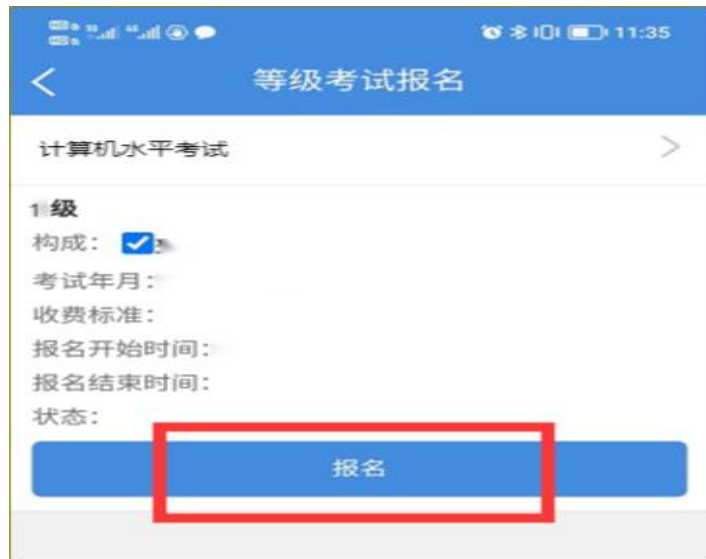 11:35
等级考试报名
计算机水平考试
1 级
构成：
考试年月：
收费标准：
报名开始时间：
报名结束时间：
状态：
报名